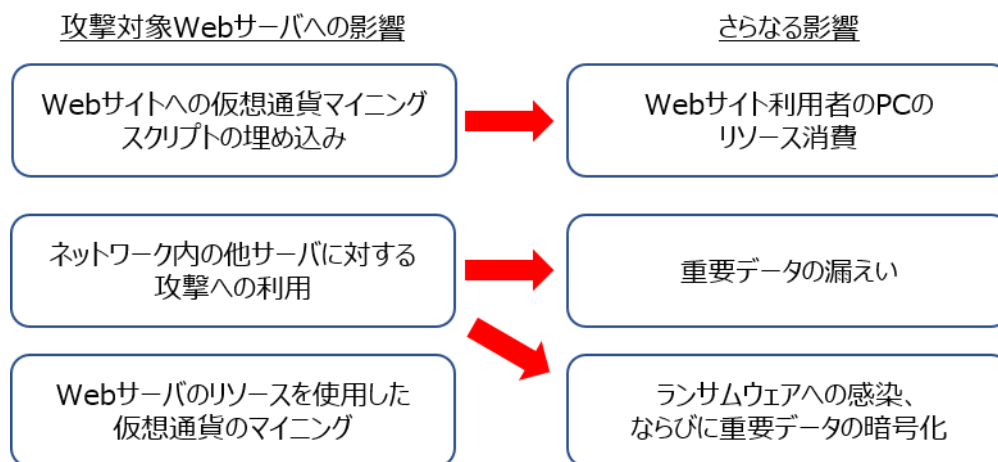 攻撃対象Webサーバへの影響
さらなる影響
Webサイトへの仮想通貨マイニング
スクリプトの埋め込み
Webサイト利用者のPCの
リソース消費
ネットワーク内の他サーバに対する
攻撃への利用
重要データの漏えい
Webサーバのリソースを使用した
仮想通貨のマイニング
ランサムウェアへの感染、
ならびに重要データの暗号化